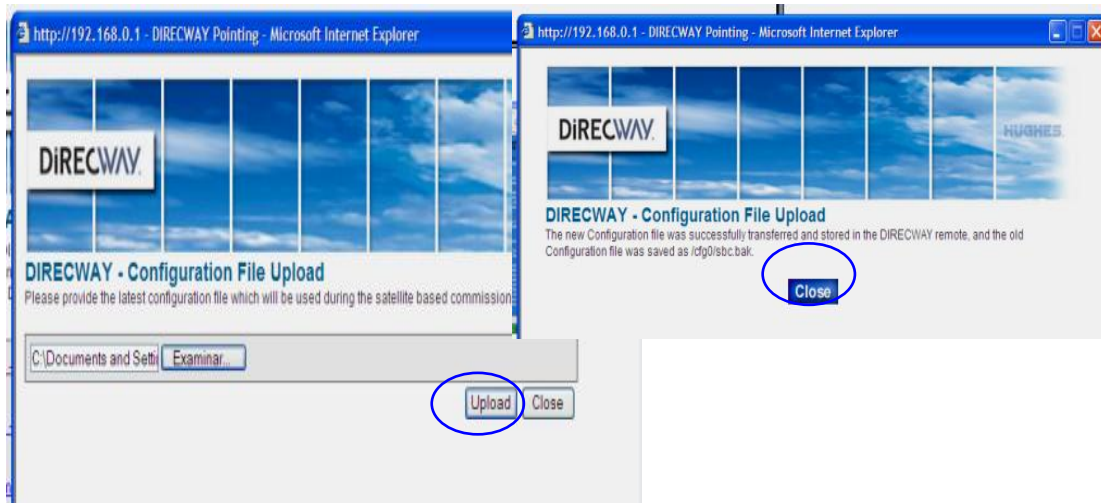 http://192.168.0.1 - DIRECWAY Pointing - Microsoft Internet Explorer
DIRECWAY
DIRECWAY - Configuration File Upload
Please provide the latest configuration file which will be used during the satellite based commission
C:\Documents and Setti
Examinar...
Upload
Close
http://192.168.0.1 - DIRECWAY Pointing - Microsoft Internet Explorer
DIRECWAY
HUGHES
DIRECWAY - Configuration File Upload
The new Configuration file was successfully transferred and stored in the DIRECWAY remote, and the old
Configuration file was saved as /cfg0/sbc.bak.
Close